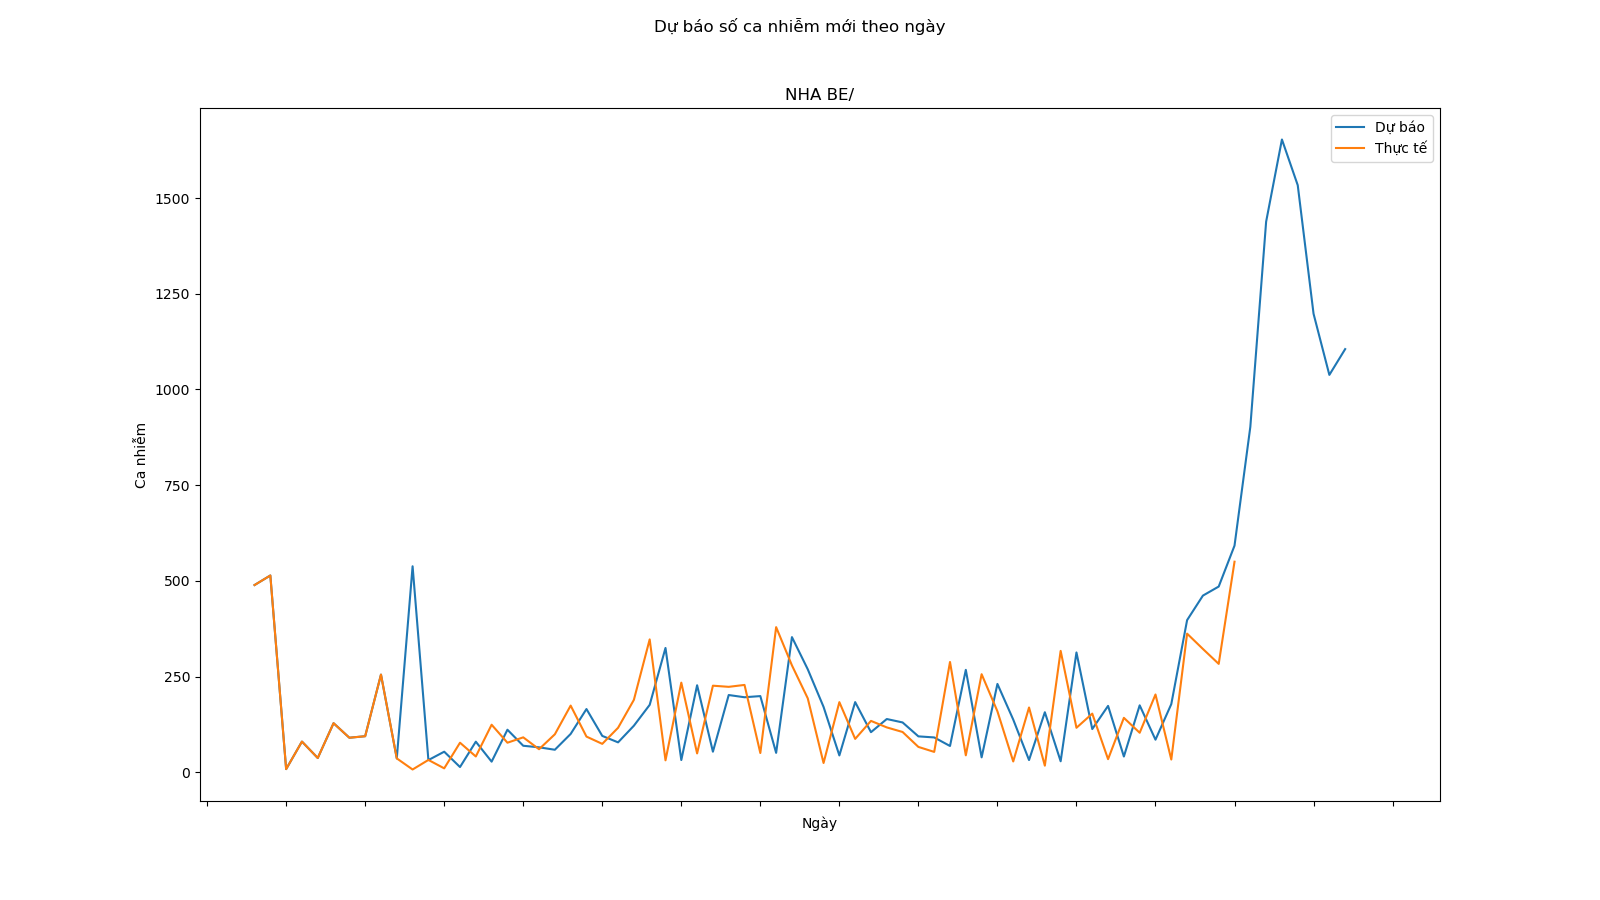 Dự báo số ca nhiễm mới theo ngày
NHA BE/
Dự báo
Thực tế
1500
1250
1000
750
500
250
0
Ca nhiễm
Ngày